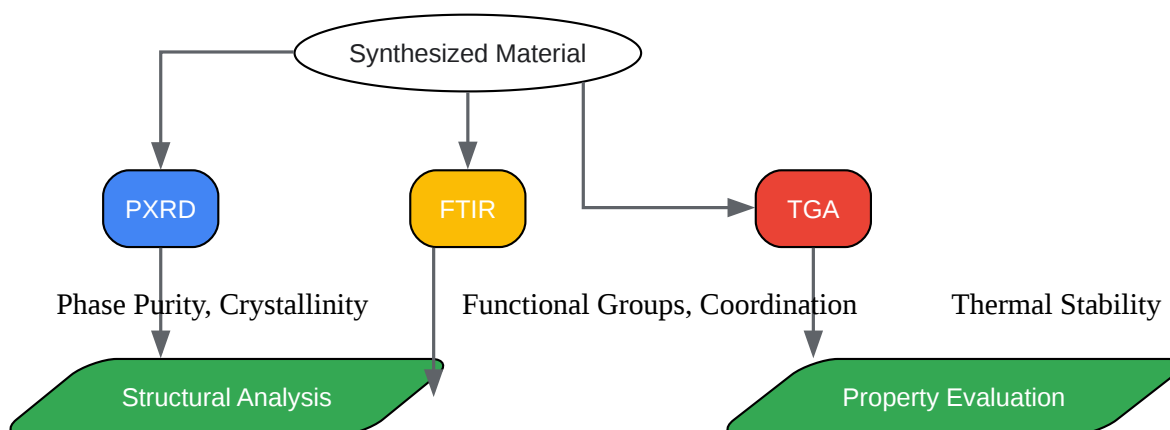 Synthesized Material
PXRD
FTIR
TGA
Phase Purity, Crystallinity
Functional Groups, Coordination
Thermal Stability
Structural Analysis
Property Evaluation